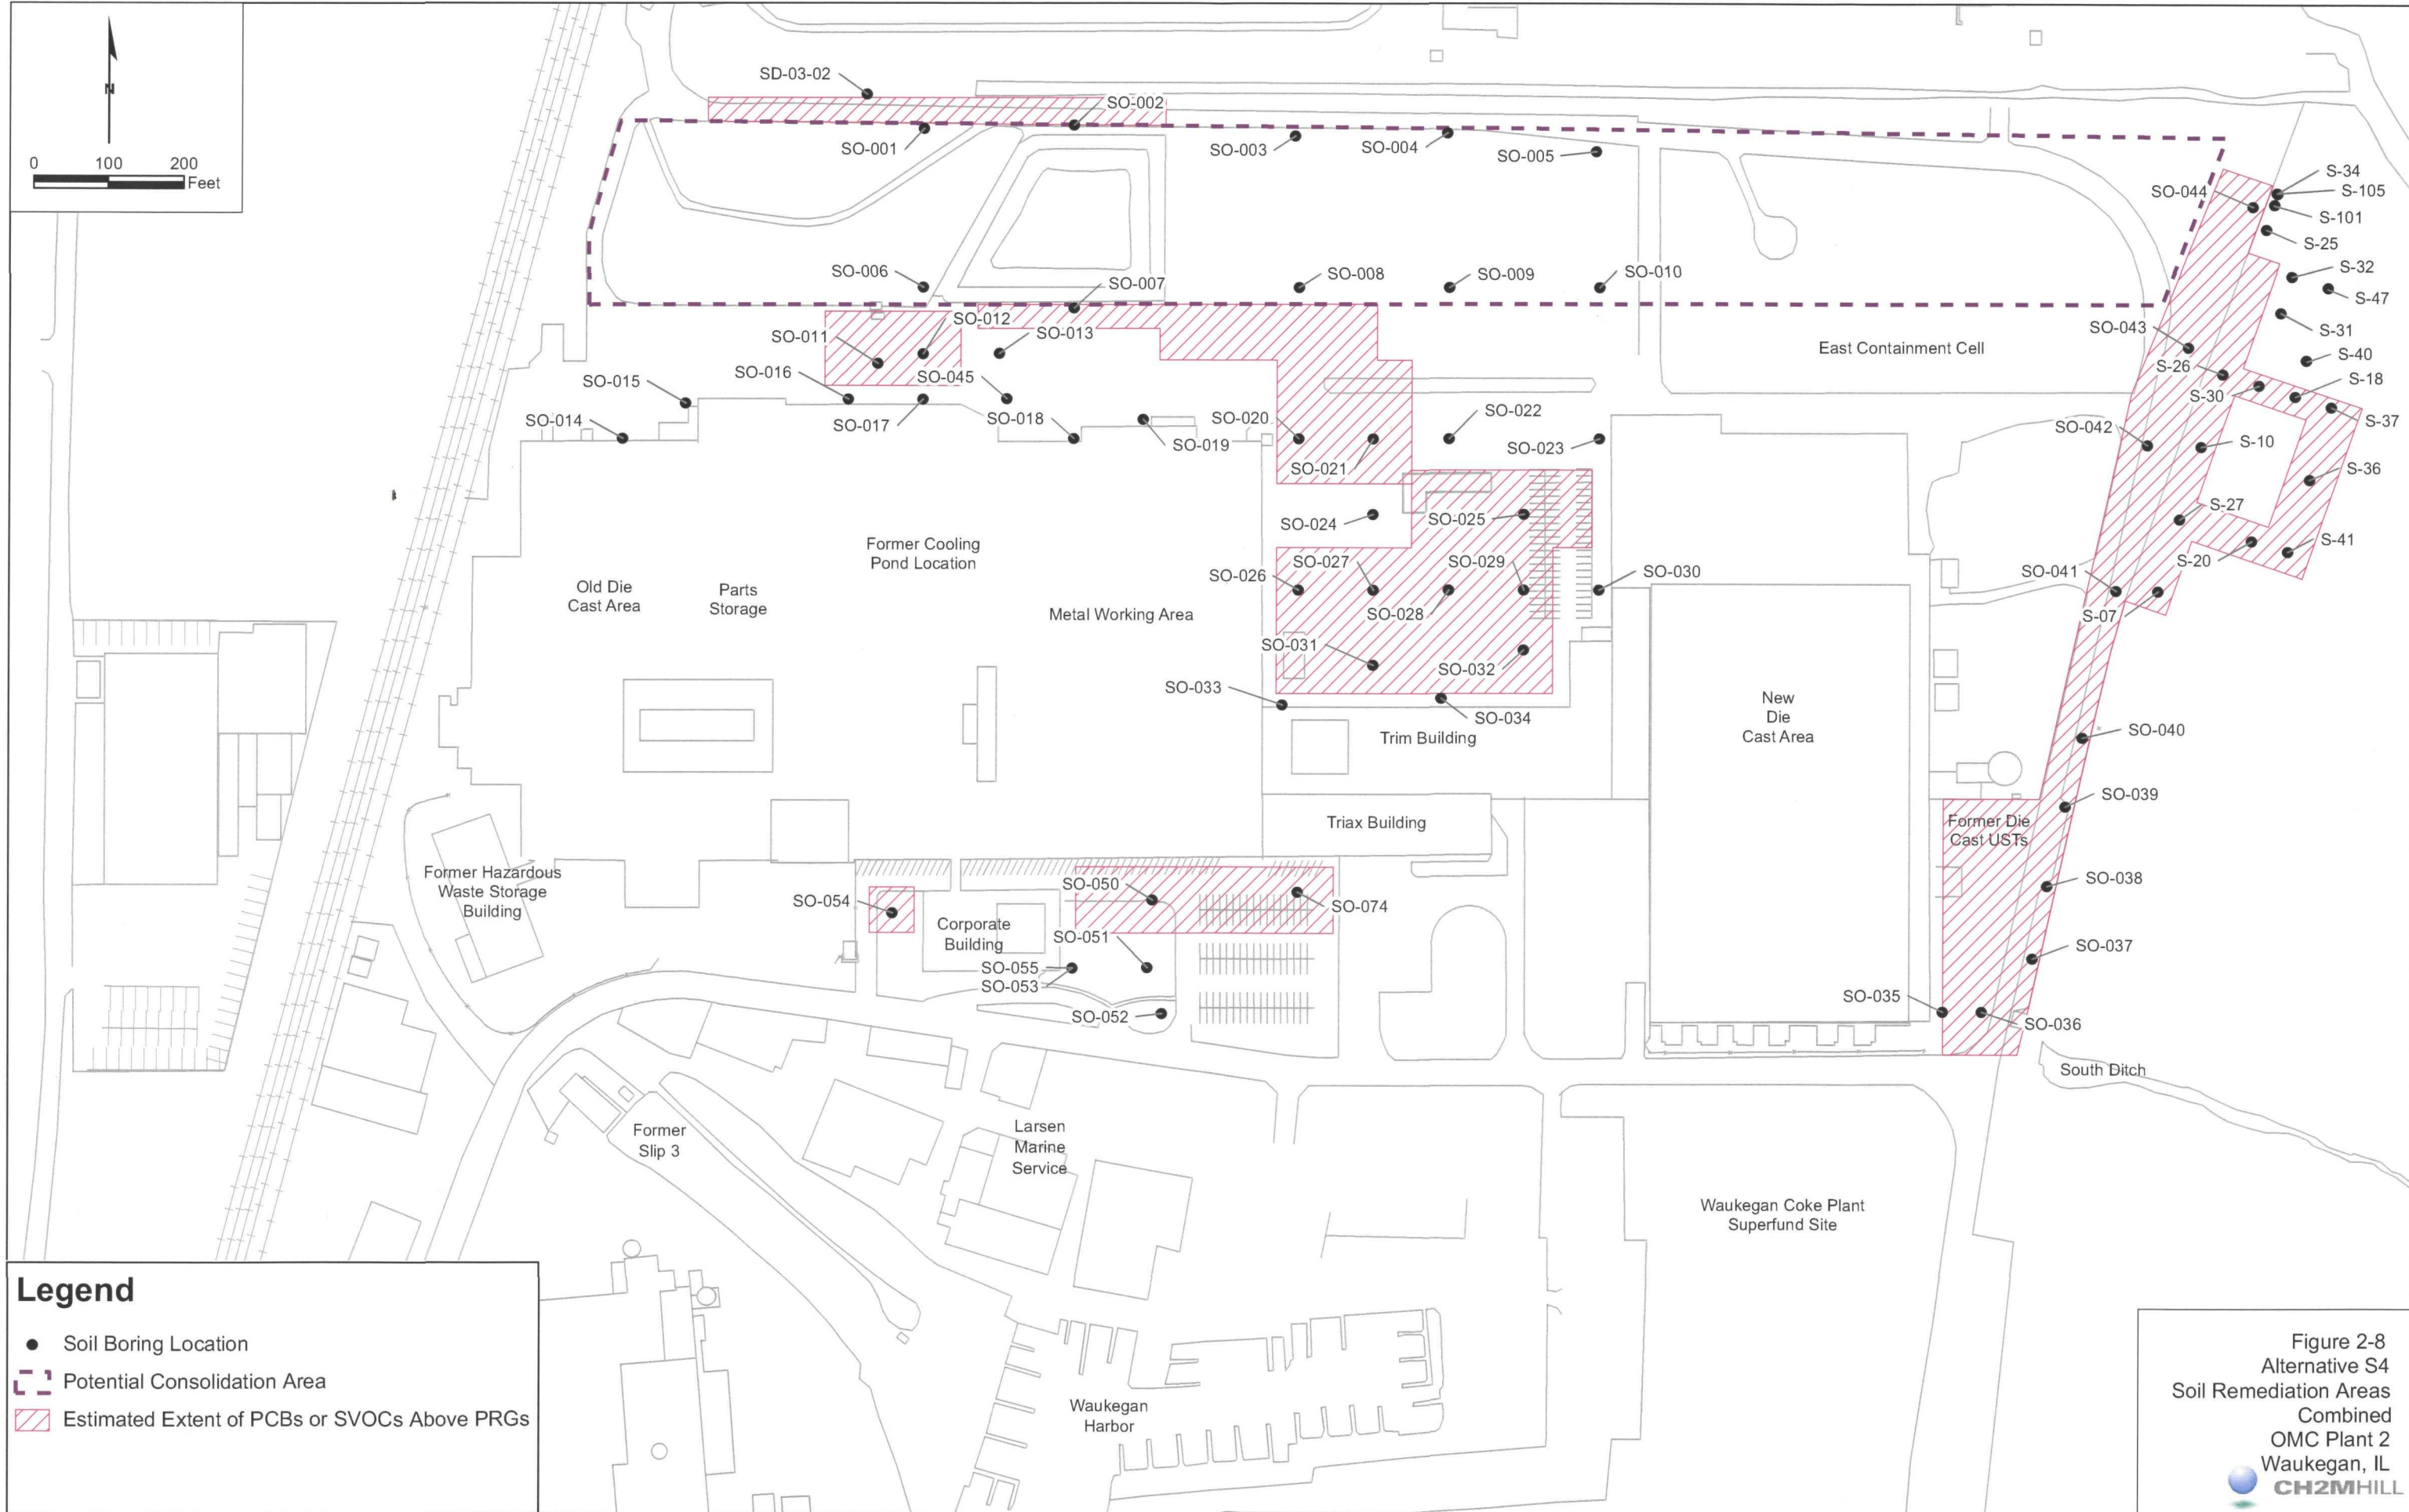 N
0 100 200
Feet
SD-03-02
SO-002
SO-001
SO-003
SO-004
SO-005
S-34
S-105
SO-044
S-101
S-25
SO-006
SO-007
SO-008
SO-009
SO-010
S-32
S-47
SO-012
SO-013
SO-011
S-31
SO-043
East Containment Cell
S-40
S-26
S-18
S-30
S-37
SO-015
SO-016
SO-045
SO-014
SO-017
SO-018
SO-019
SO-020
SO-022
SO-021
SO-023
SO-042
S-10
S-36
SO-024
SO-025
S-27
S-41
S-20
Former Cooling
Pond Location
Old Die
Cast Area
Parts
Storage
Metal Working Area
SO-026
SO-027
SO-029
SO-030
SO-028
SO-041
S-07
SO-031
SO-032
SO-033
SO-034
Trim Building
New
Die
Cast Area
SO-040
SO-039
Triax Building
Former Die
Cast USTs
Former Hazardous
Waste Storage
Building
SO-054
SO-050
SO-074
SO-038
Corporate
Building
SO-051
SO-037
SO-055
SO-053
SO-052
SO-035
SO-036
South Ditch
Former
Slip 3
Larsen
Marine
Service
Waukegan Coke Plant
Superfund Site
Waukegan
Harbor
Legend
Soil Boring Location
Potential Consolidation Area
Estimated Extent of PCBs or SVOCs Above PRGs
Figure 2-8
Alternative S4
Soil Remediation Areas
Combined
OMC Plant 2
Waukegan, IL
CH2MHILL